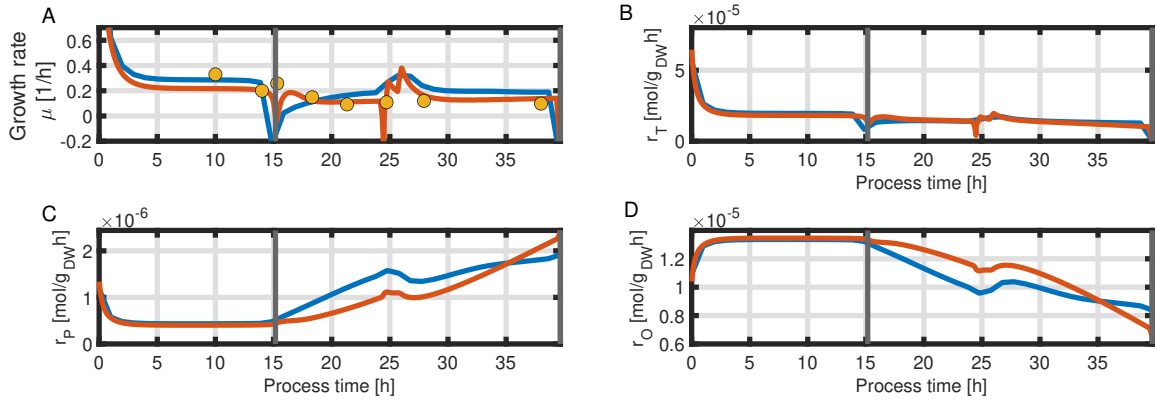 A
Growth rate
μ [1/h]
0.6
0.4
0.2
0
-0.2
0 5 10 15 20 25 30 35
B
×10⁻⁵
r_T [mol/g_DWh]
5
0
0 5 10 15 20 25 30 35
Process time [h]
C
×10⁻⁶
r_P [mol/g_DWh]
2
1
0
0 5 10 15 20 25 30 35
Process time [h]
D
×10⁻⁵
r_O [mol/g_DWh]
1.2
1
0.8
0.6
0 5 10 15 20 25 30 35
Process time [h]